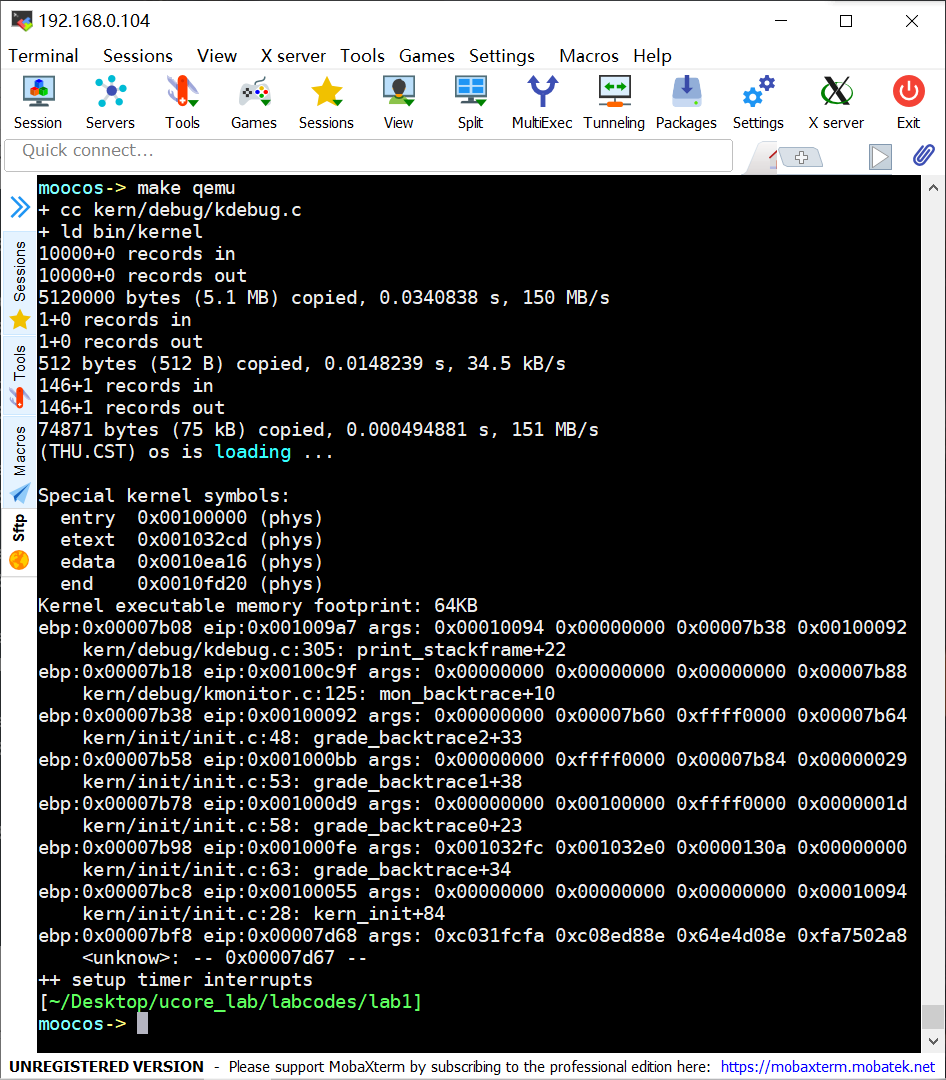 192.168.0.104
Terminal Sessions View X server Tools Games Settings Macros Help
Session Servers Tools Games Sessions View Split MultiExec Tunneling Packages Settings X server Exit
Quick connect...
Sessions
Tools
Macros
Sftp
moocos-> make qemu
+ cc kern/debug/kdebug.c
+ ld bin/kernel
10000+0 records in
10000+0 records out
5120000 bytes (5.1 MB) copied, 0.0340838 s, 150 MB/s
1+0 records in
1+0 records out
512 bytes (512 B) copied, 0.0148239 s, 34.5 kB/s
146+1 records in
146+1 records out
74871 bytes (75 kB) copied, 0.000494881 s, 151 MB/s
(THU.CST) os is loading ...
Special kernel symbols:
  entry  0x00100000 (phys)
  etext  0x001032cd (phys)
  edata  0x0010ea16 (phys)
  end    0x0010fd20 (phys)
Kernel executable memory footprint: 64KB
ebp:0x00007b08 eip:0x001009a7 args: 0x00010094 0x00000000 0x00007b38 0x00100092
    kern/debug/kdebug.c:305: print_stackframe+22
ebp:0x00007b18 eip:0x00100c9f args: 0x00000000 0x00000000 0x00000000 0x00007b88
    kern/debug/kmonitor.c:125: mon_backtrace+10
ebp:0x00007b38 eip:0x00100092 args: 0x00000000 0x00007b60 0xffff0000 0x00007b64
    kern/init/init.c:48: grade_backtrace2+33
ebp:0x00007b58 eip:0x001000bb args: 0x00000000 0xffff0000 0x00007b84 0x00000029
    kern/init/init.c:53: grade_backtrace1+38
ebp:0x00007b78 eip:0x001000d9 args: 0x00000000 0x00100000 0xffff0000 0x0000001d
    kern/init/init.c:58: grade_backtrace0+23
ebp:0x00007b98 eip:0x001000fe args: 0x001032fc 0x001032e0 0x0000130a 0x00000000
    kern/init/init.c:63: grade_backtrace+34
ebp:0x00007bc8 eip:0x00100055 args: 0x00000000 0x00000000 0x00000000 0x00010094
    kern/init/init.c:28: kern_init+84
ebp:0x00007bf8 eip:0x00007d68 args: 0xc031fcfa 0xc08ed88e 0x64e4d08e 0xfa7502a8
    <unknow>: -- 0x00007d67 --
++ setup timer interrupts
[~/Desktop/ucore_lab/labcodes/lab1]
moocos->
UNREGISTERED VERSION - Please support MobaXterm by subscribing to the professional edition here: https://mobaxterm.mobatek.net